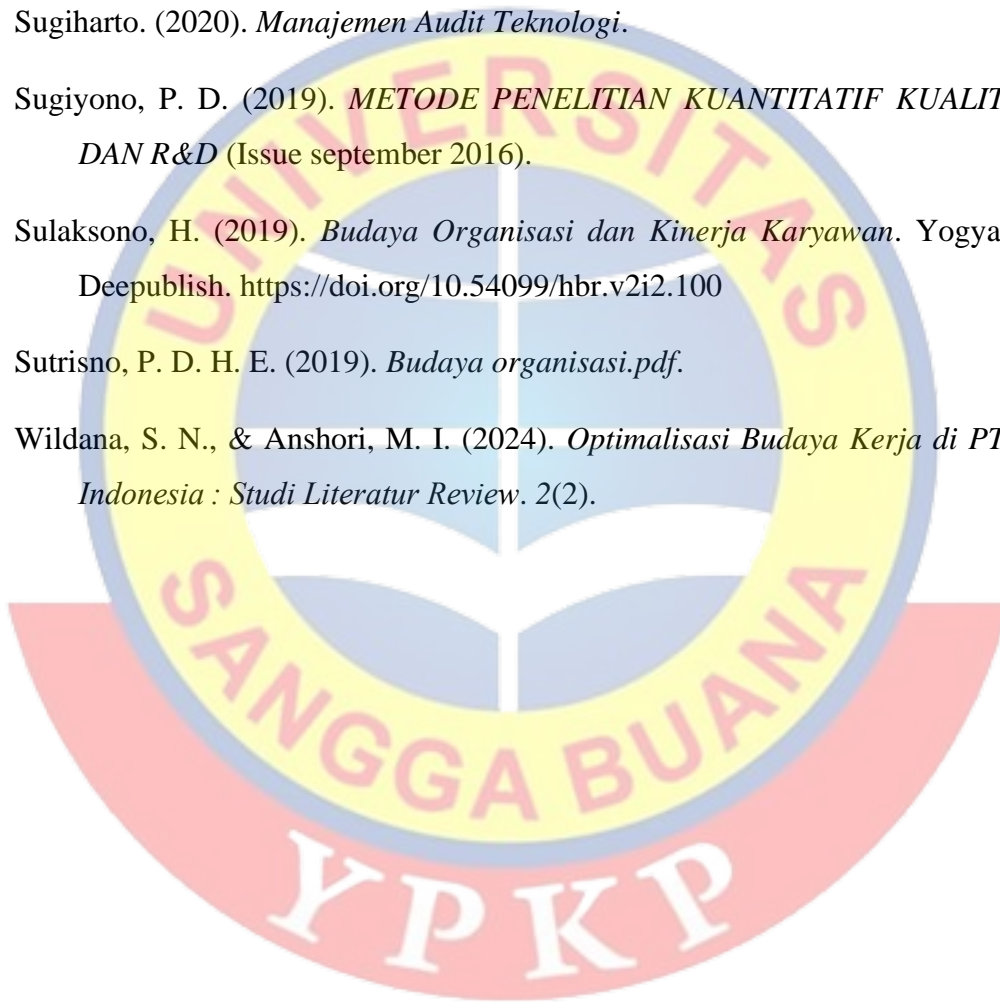 Sugiharto. (2020). Manajemen Audit Teknologi.
Sugiyono, P. D. (2019). METODE PENELITIAN KUANTITATIF KUALIT
DAN R&D (Issue september 2016).
Sulaksono, H. (2019). Budaya Organisasi dan Kinerja Karyawan. Yogya
Deepublish. https://doi.org/10.54099/hbr.v2i2.100
Sutrisno, P. D. H. E. (2019). Budaya organisasi.pdf.
Wildana, S. N., & Anshori, M. I. (2024). Optimalisasi Budaya Kerja di PT
Indonesia : Studi Literatur Review. 2(2).
UNIVERSITAS
SANGGA BUANA
YPKP